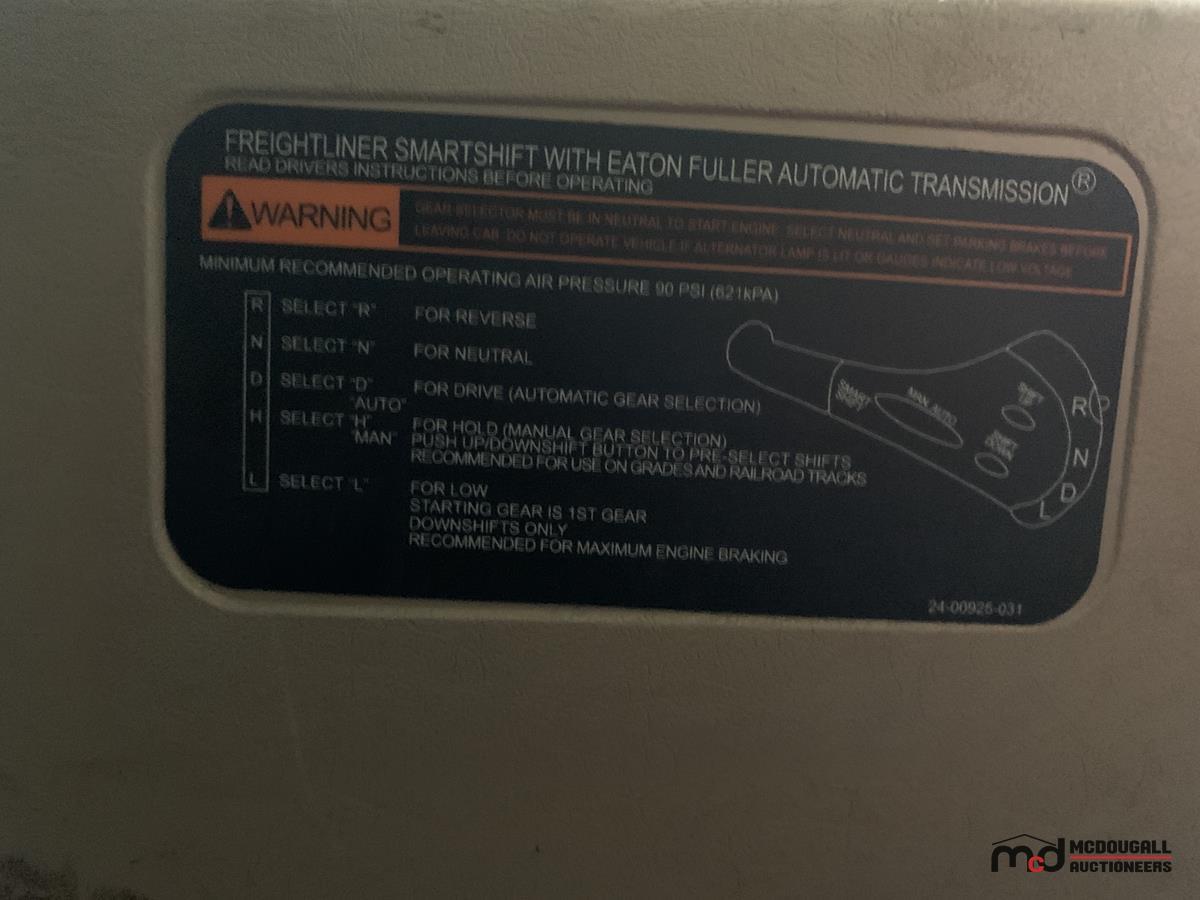 FREIGHTLINER SMARTSHIFT WITH EATON FULLER AUTOMATIC TRANSMISSION®
READ DRIVERS INSTRUCTIONS BEFORE OPERATING
WARNING
GEAR SELECTOR MUST BE IN NEUTRAL TO START ENGINE. SELECT NEUTRAL AND SET PARKING BRAKES BEFORE
LEAVING CAB. DO NOT OPERATE VEHICLE IF ALTERNATOR LAMP IS LIT OR GAUGES INDICATE LOW VOLTAGE.
MINIMUM RECOMMENDED OPERATING AIR PRESSURE 90 PSI (621kPA)
R SELECT "R" FOR REVERSE
N SELECT "N" FOR NEUTRAL
D SELECT "D" FOR DRIVE (AUTOMATIC GEAR SELECTION)
"AUTO"
H SELECT "H" FOR HOLD (MANUAL GEAR SELECTION)
"MAN" PUSH UP/DOWNSHIFT BUTTON TO PRE-SELECT SHIFTS
RECOMMENDED FOR USE ON GRADES AND RAILROAD TRACKS
L SELECT "L" FOR LOW
STARTING GEAR IS 1ST GEAR
DOWNSHIFTS ONLY
RECOMMENDED FOR MAXIMUM ENGINE BRAKING
SMART
SHIFT
MAN AUTO
R
N
D
L
24-00925-031
mcd MCDOUGALL
AUCTIONEERS